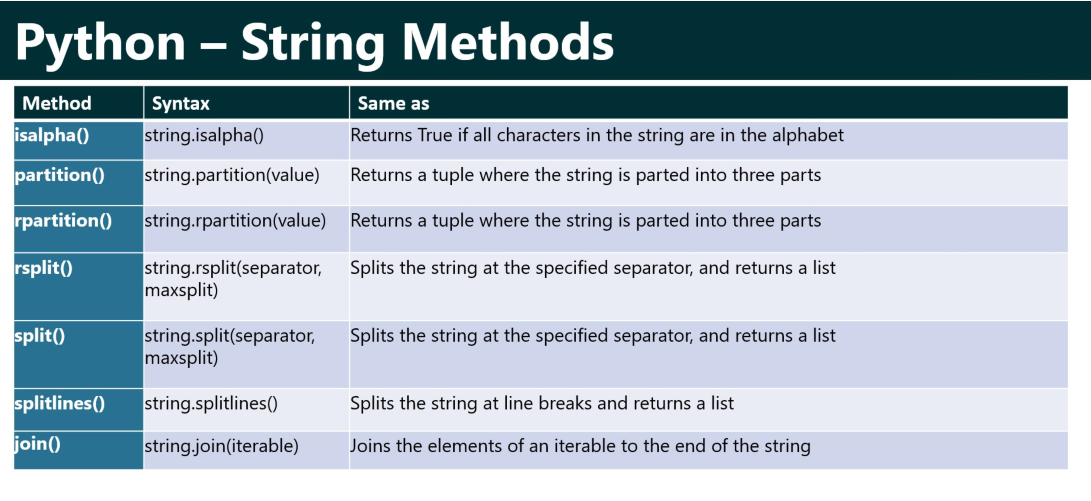 Python – String Methods
Method Syntax Same as
isalpha() string.isalpha() Returns True if all characters in the string are in the alphabet
partition() string.partition(value) Returns a tuple where the string is parted into three parts
rpartition() string.rpartition(value) Returns a tuple where the string is parted into three parts
rsplit() string.rsplit(separator, Splits the string at the specified separator, and returns a list
maxsplit)
split() string.split(separator, Splits the string at the specified separator, and returns a list
maxsplit)
splitlines() string.splitlines() Splits the string at line breaks and returns a list
join() string.join(iterable) Joins the elements of an iterable to the end of the string